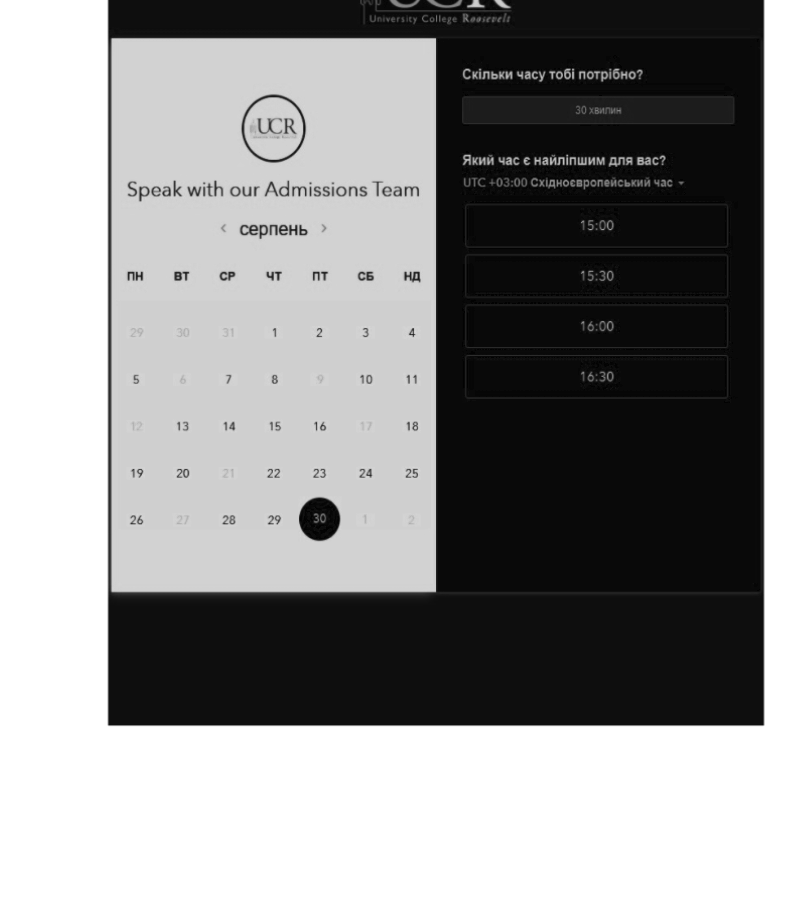 UCR
University College Roosevelt
UCR
Speak with our Admissions Team
‹ серпень ›
ПН ВТ СР ЧТ ПТ СБ НД
29 30 31 1 2 3 4
5 6 7 8 9 10 11
12 13 14 15 16 17 18
19 20 21 22 23 24 25
26 27 28 29 30 1 2
Скільки часу тобі потрібно?
30 хвилин
Який час є найліпшим для вас?
UTC +03:00 Східноєвропейський час
15:00
15:30
16:00
16:30